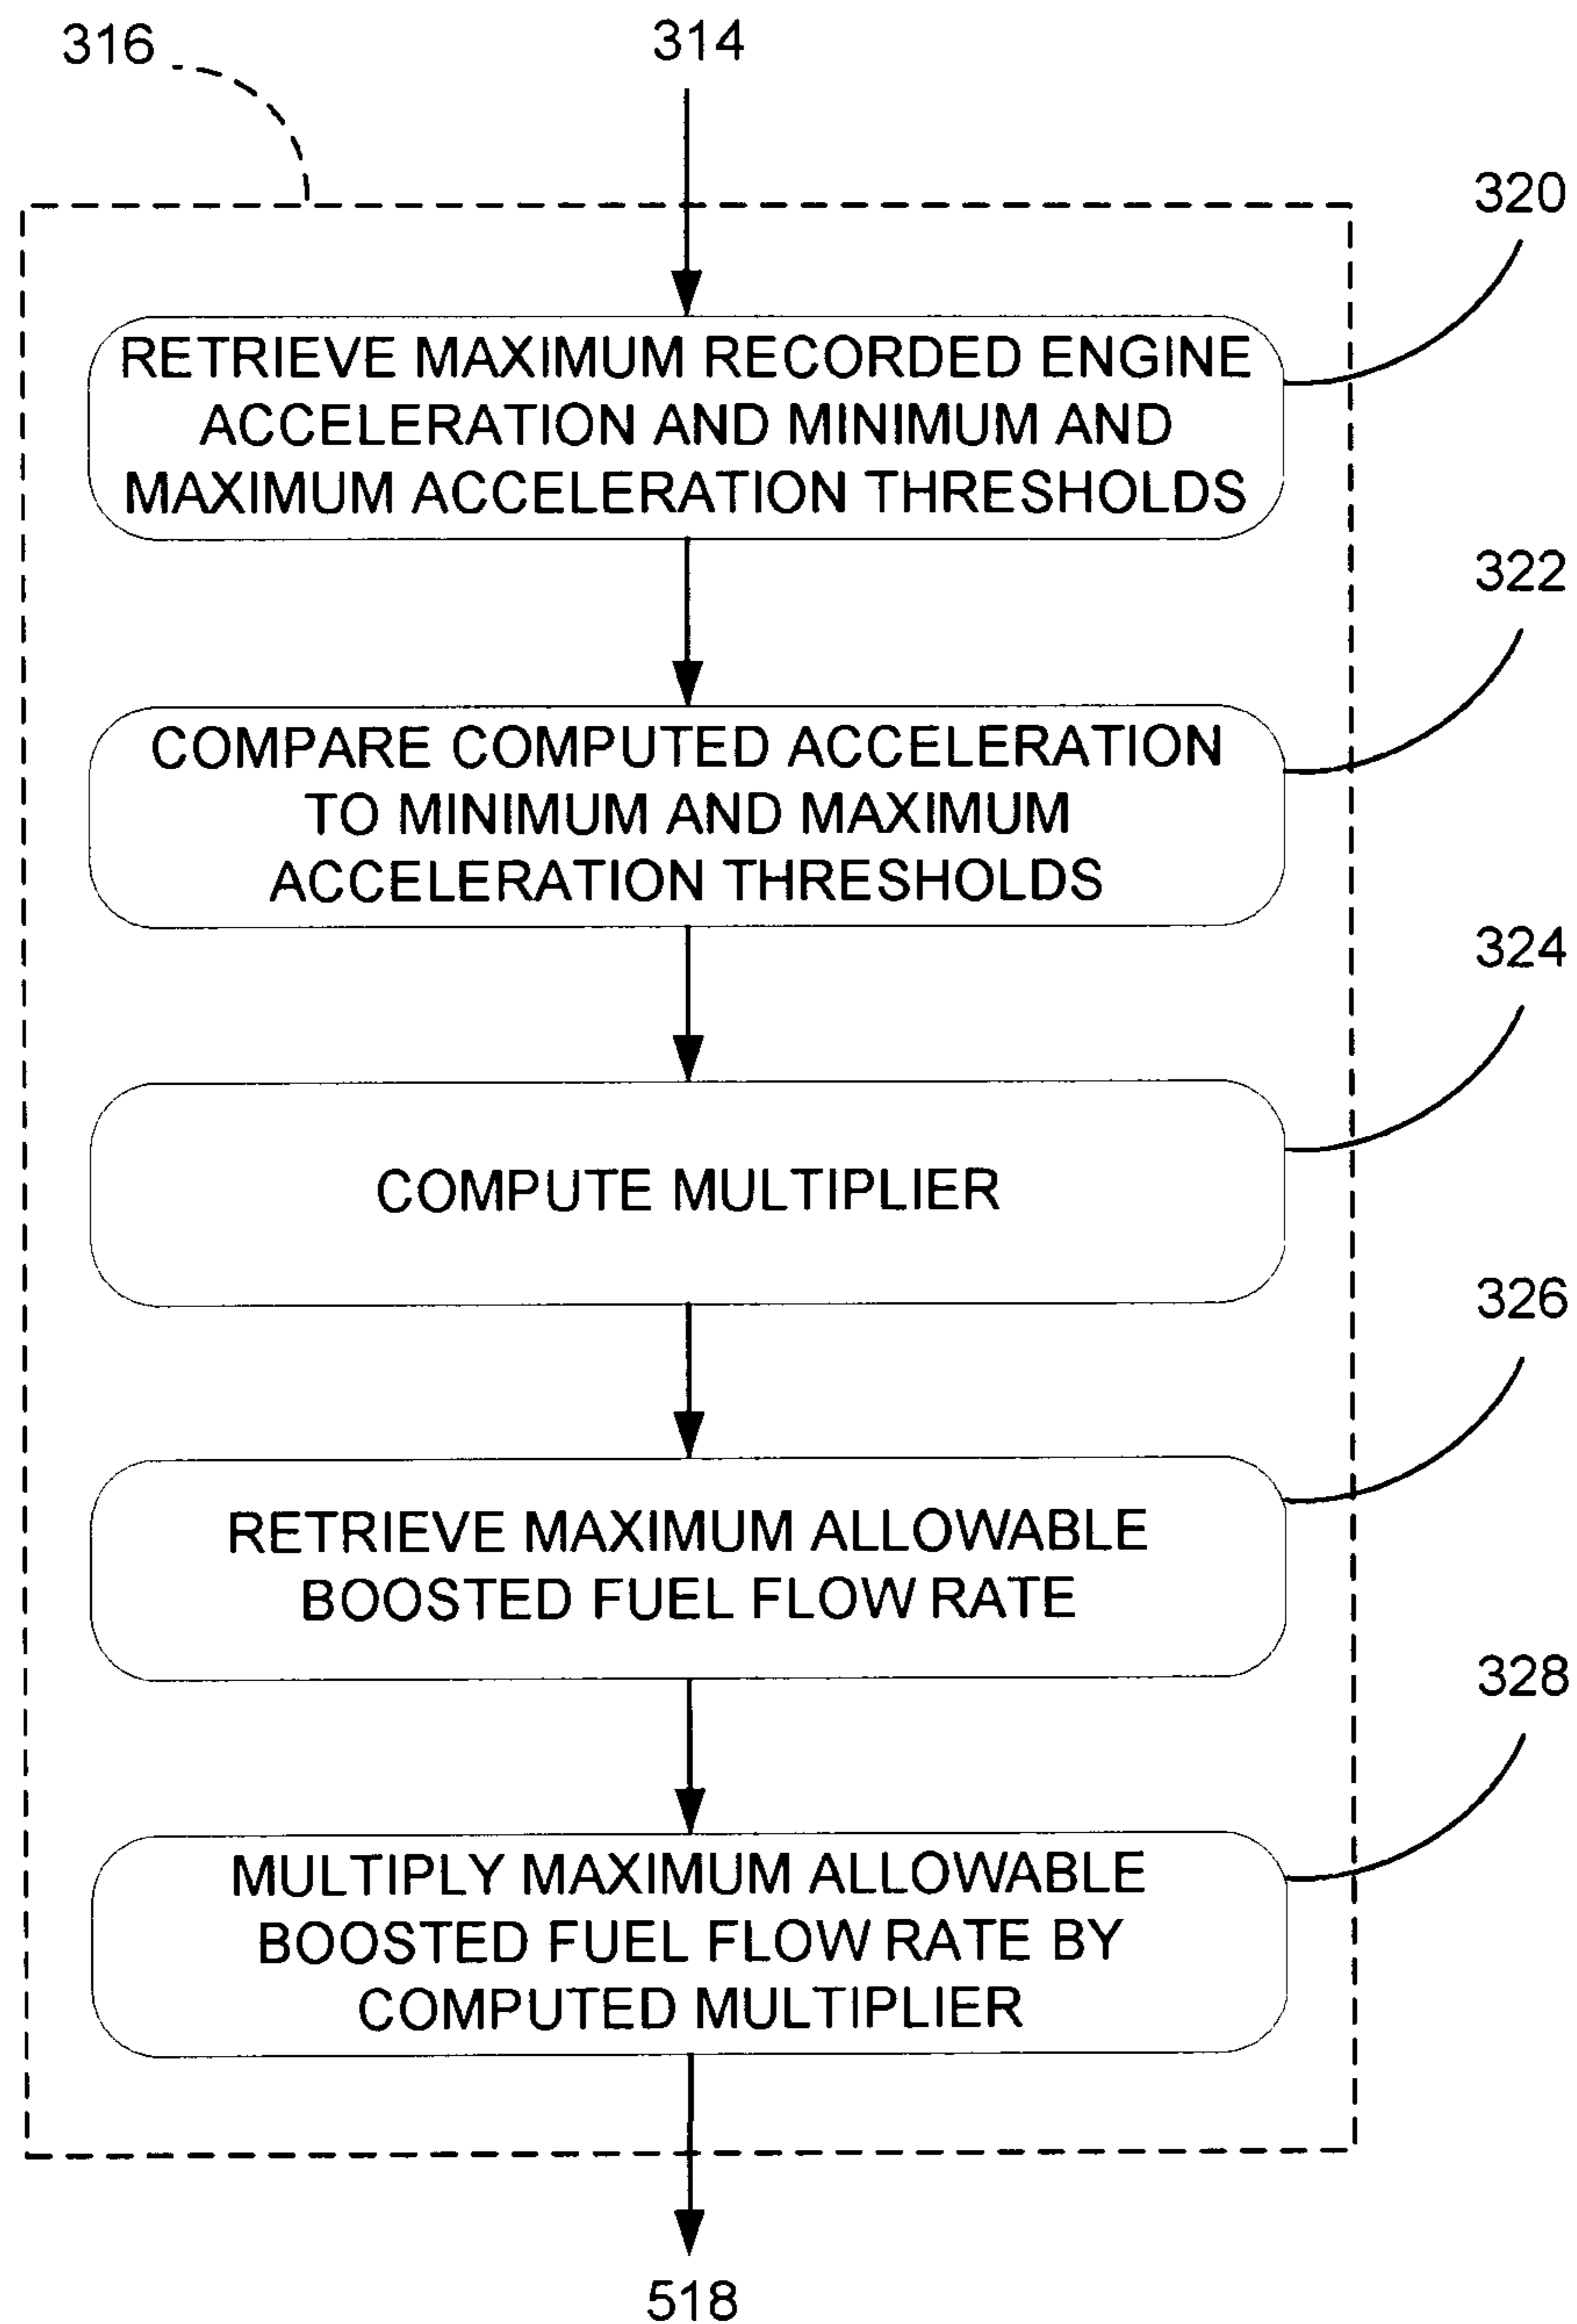 316
314
320
RETRIEVE MAXIMUM RECORDED ENGINE
ACCELERATION AND MINIMUM AND
MAXIMUM ACCELERATION THRESHOLDS
322
COMPARE COMPUTED ACCELERATION
TO MINIMUM AND MAXIMUM
ACCELERATION THRESHOLDS
324
COMPUTE MULTIPLIER
326
RETRIEVE MAXIMUM ALLOWABLE
BOOSTED FUEL FLOW RATE
328
MULTIPLY MAXIMUM ALLOWABLE
BOOSTED FUEL FLOW RATE BY
COMPUTED MULTIPLIER
518